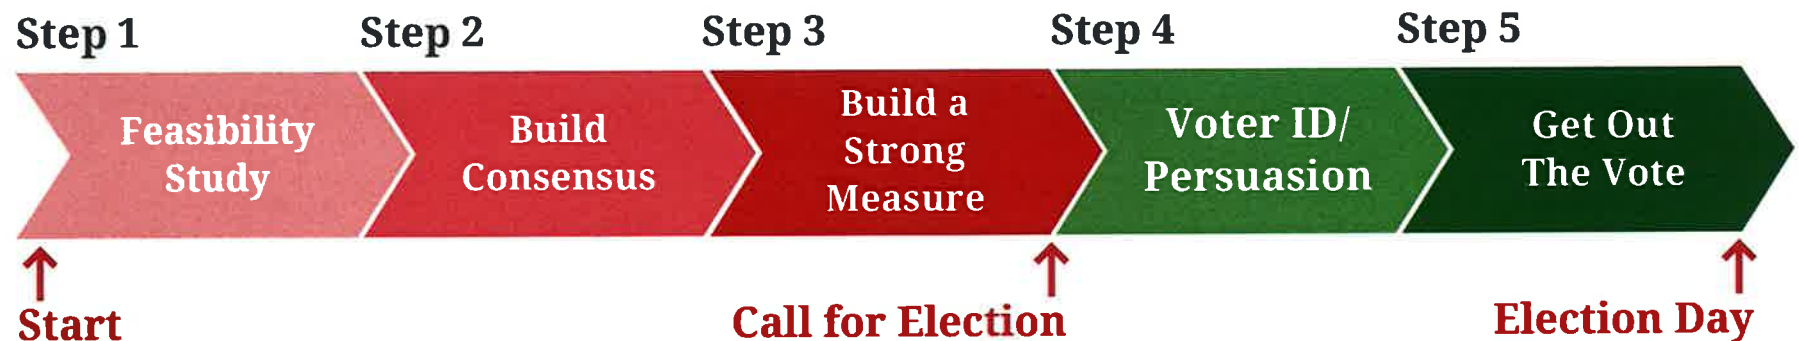 Step 1
Step 2
Step 3
Step 4
Step 5
Feasibility
Study
Build
Consensus
Build a
Strong
Measure
Voter ID/
Persuasion
Get Out
The Vote
Start
Call for Election
Election Day